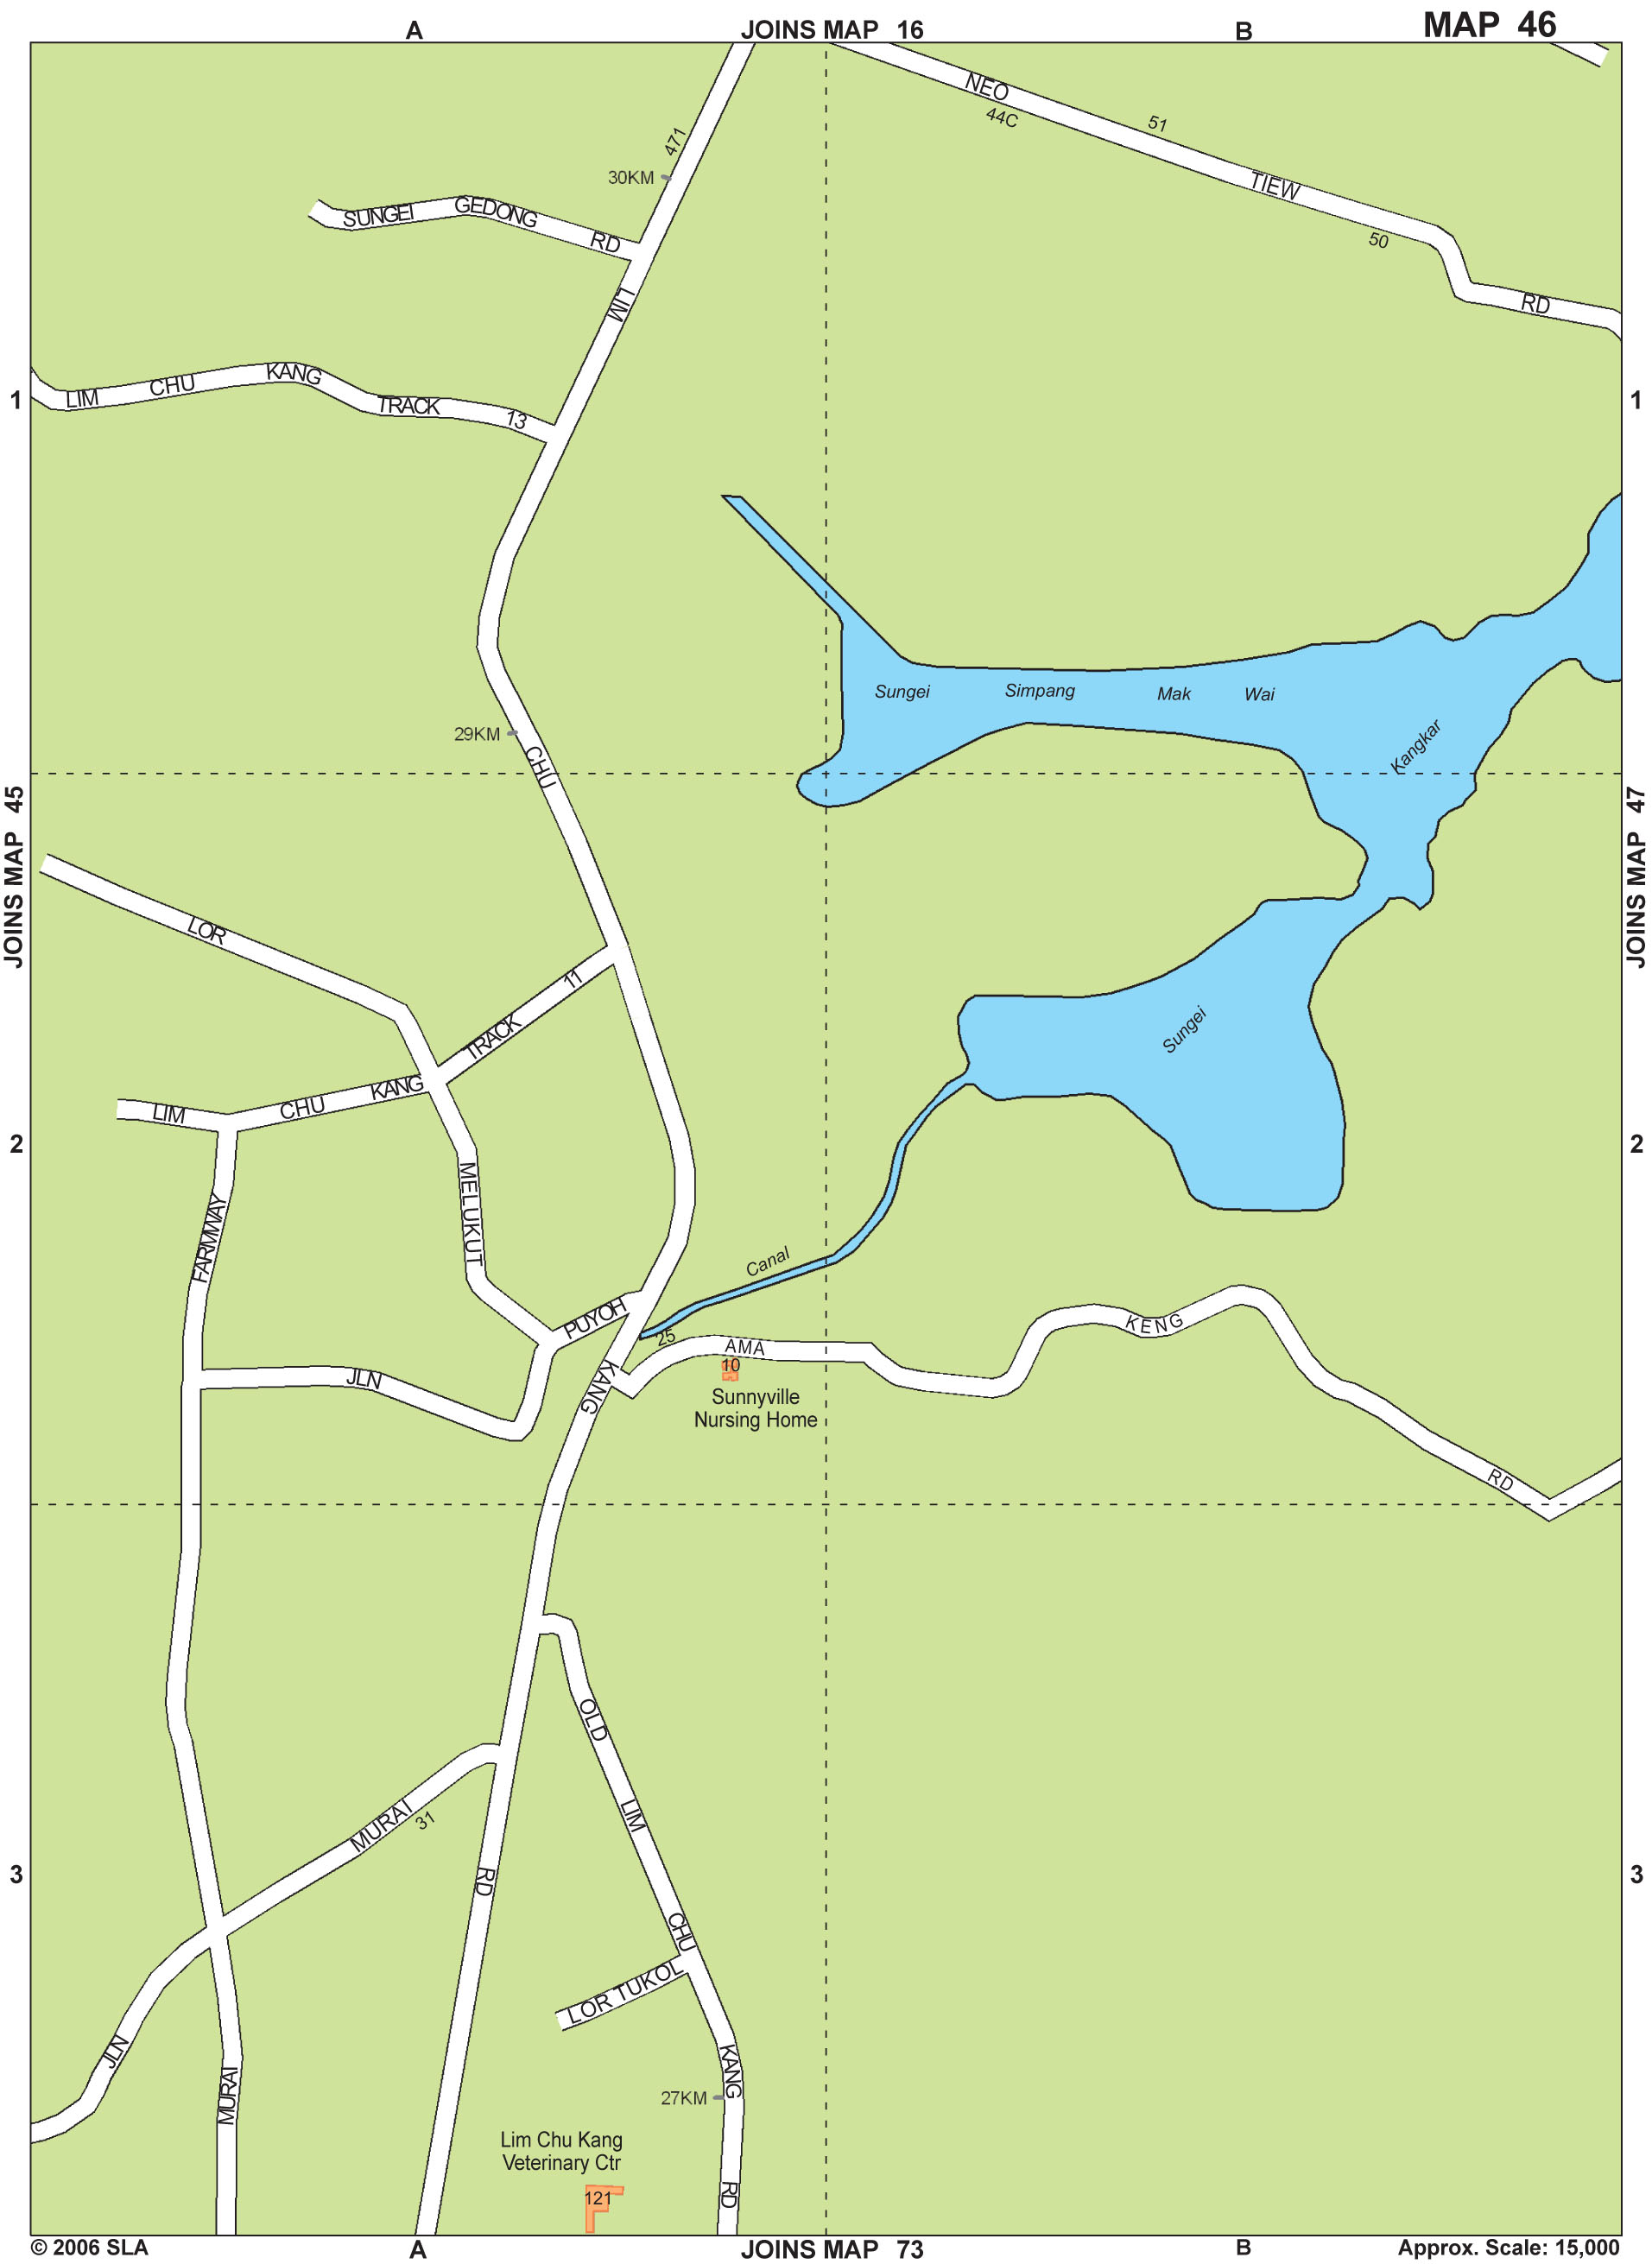 A
JOINS MAP 16
B
MAP 46
NEO
44C
51
TIEW
50
RD
471
30KM
SUNGEI GEDONG RD
LIM
LIM CHU KANG TRACK 13
1
1
Sungei Simpang Mak Wai
Kangkar
29KM
CHU
JOINS MAP 45
JOINS MAP 47
LOR
11
TRACK
Sungei
LIM CHU KANG
2
2
MELUKUT
FARMWAY
Canal
PUYOH
25
AMA
KENG
10
JLN
KANG
Sunnyville
Nursing Home
RD
OLD
LIM
MURAI
31
RD
3
3
CHU
LOR TUKOL
JLN
MURAI
KANG
27KM
Lim Chu Kang
Veterinary Ctr
121
RD
© 2006 SLA
A
JOINS MAP 73
B
Approx. Scale: 15,000